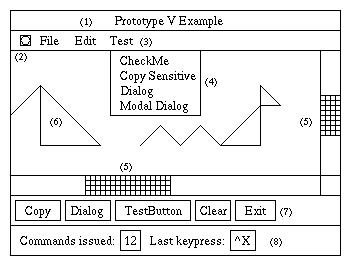 (1) Prototype V Example
File Edit Test (3)
(2)
CheckMe
Copy Sensitive
Dialog
Modal Dialog
(4)
(6)
(5)
(5)
Copy Dialog TestButton Clear Exit (7)
Commands issued: 12 Last keypress: ^X (8)